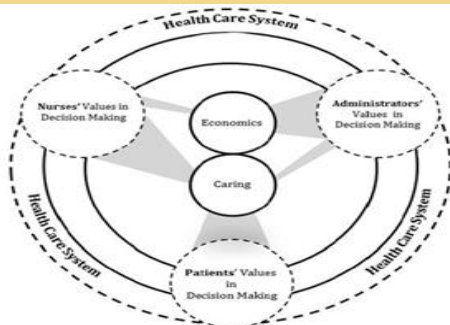 Health Care System
Nurses' Values in
Decision Making
Economics
Administrators'
Values in
Decision Making
Caring
Health Care System
Health Care System
Patients' Values
in
Decision Making